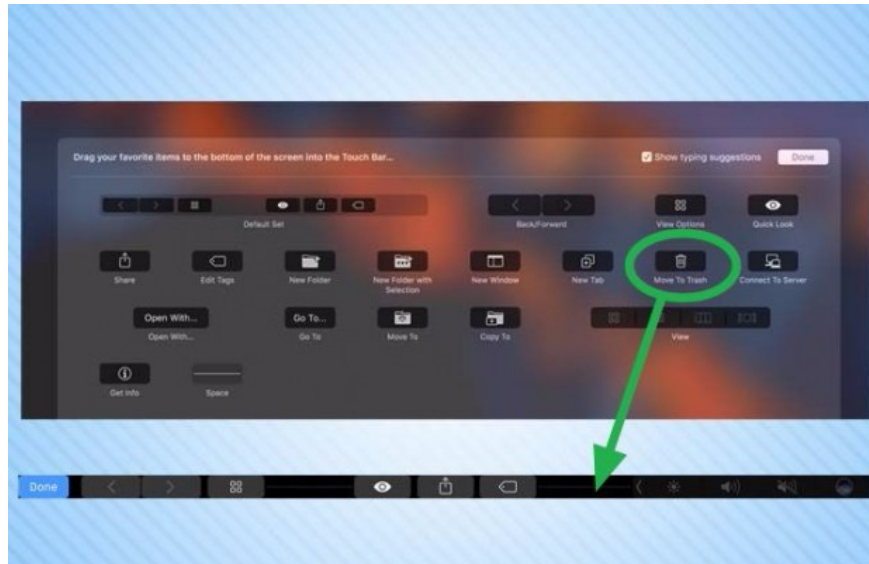 Drag your favorite items to the bottom of the screen into the Touch Bar...
Show typing suggestions
Done
Default Set
Back/Forward
View Options
Quick Look
Share
Edit Tags
New Folder
New Folder with
Selection
New Window
New Tab
Move To Trash
Connect To Server
Open With...
Go To...
Open With...
Go To
Move To
Copy To
View
Get Info
Space
Done